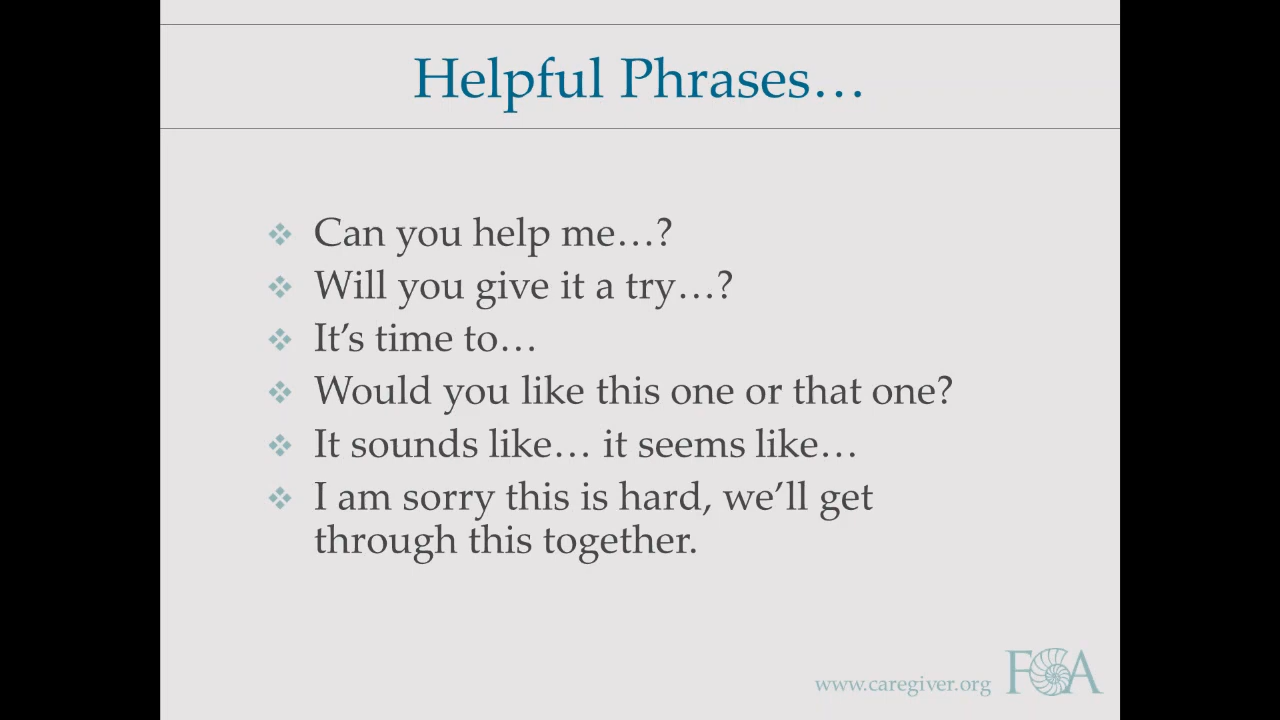 Helpful Phrases…
Can you help me…?
Will you give it a try…?
It’s time to…
Would you like this one or that one?
It sounds like… it seems like…
I am sorry this is hard, we’ll get
through this together.
www.caregiver.org FCA